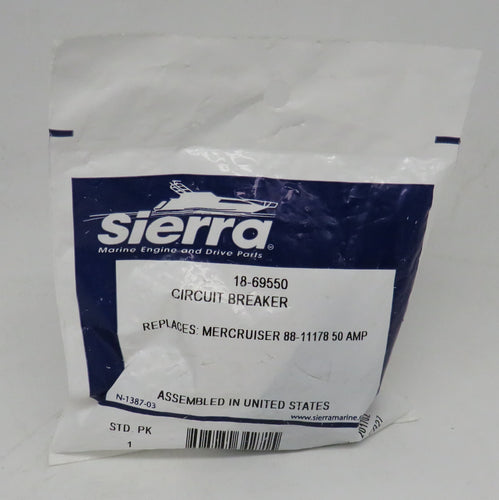 sierra
Marine Engine and Drive Parts
18-69550
CIRCUIT BREAKER
REPLACES: MERCRUISER 88-11178 50 AMP
ASSEMBLED IN UNITED STATES
N-1387-03
www.sierramarine.
STD. PK
1